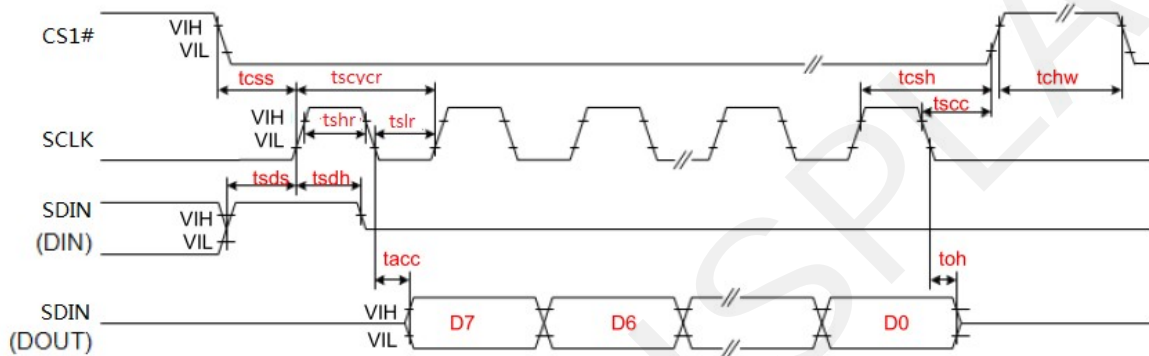 CS1#
VIH
VIL
tcss
tscycr
tcsh
tchw
tscc
SCLK
VIH
VIL
tshr
tslr
tsds
tsdh
SDIN
(DIN)
VIH
VIL
tacc
toh
SDIN
(DOUT)
VIH
VIL
D7
D6
D0